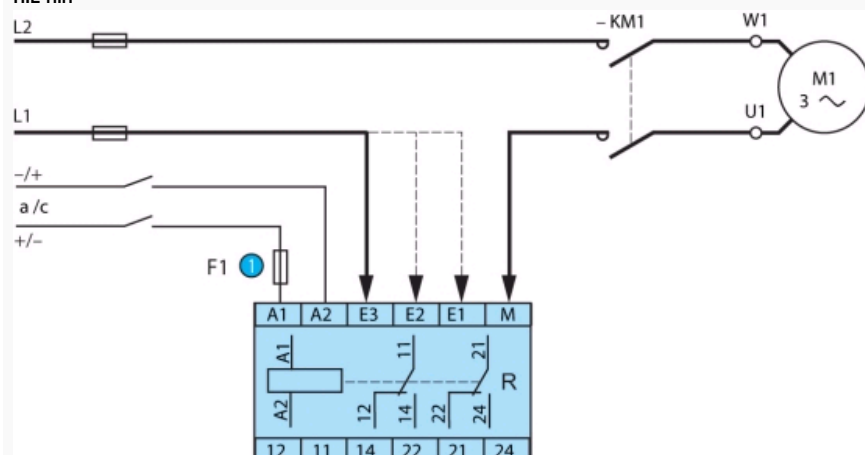 L2
– KM1
W1
M1
3 ~
L1
U1
–/+
a /c
+/–
F1 1
A1 A2 E3 E2 E1 M
A1
11
21
R
A2
12
14
22
24
12 11 14 22 21 24